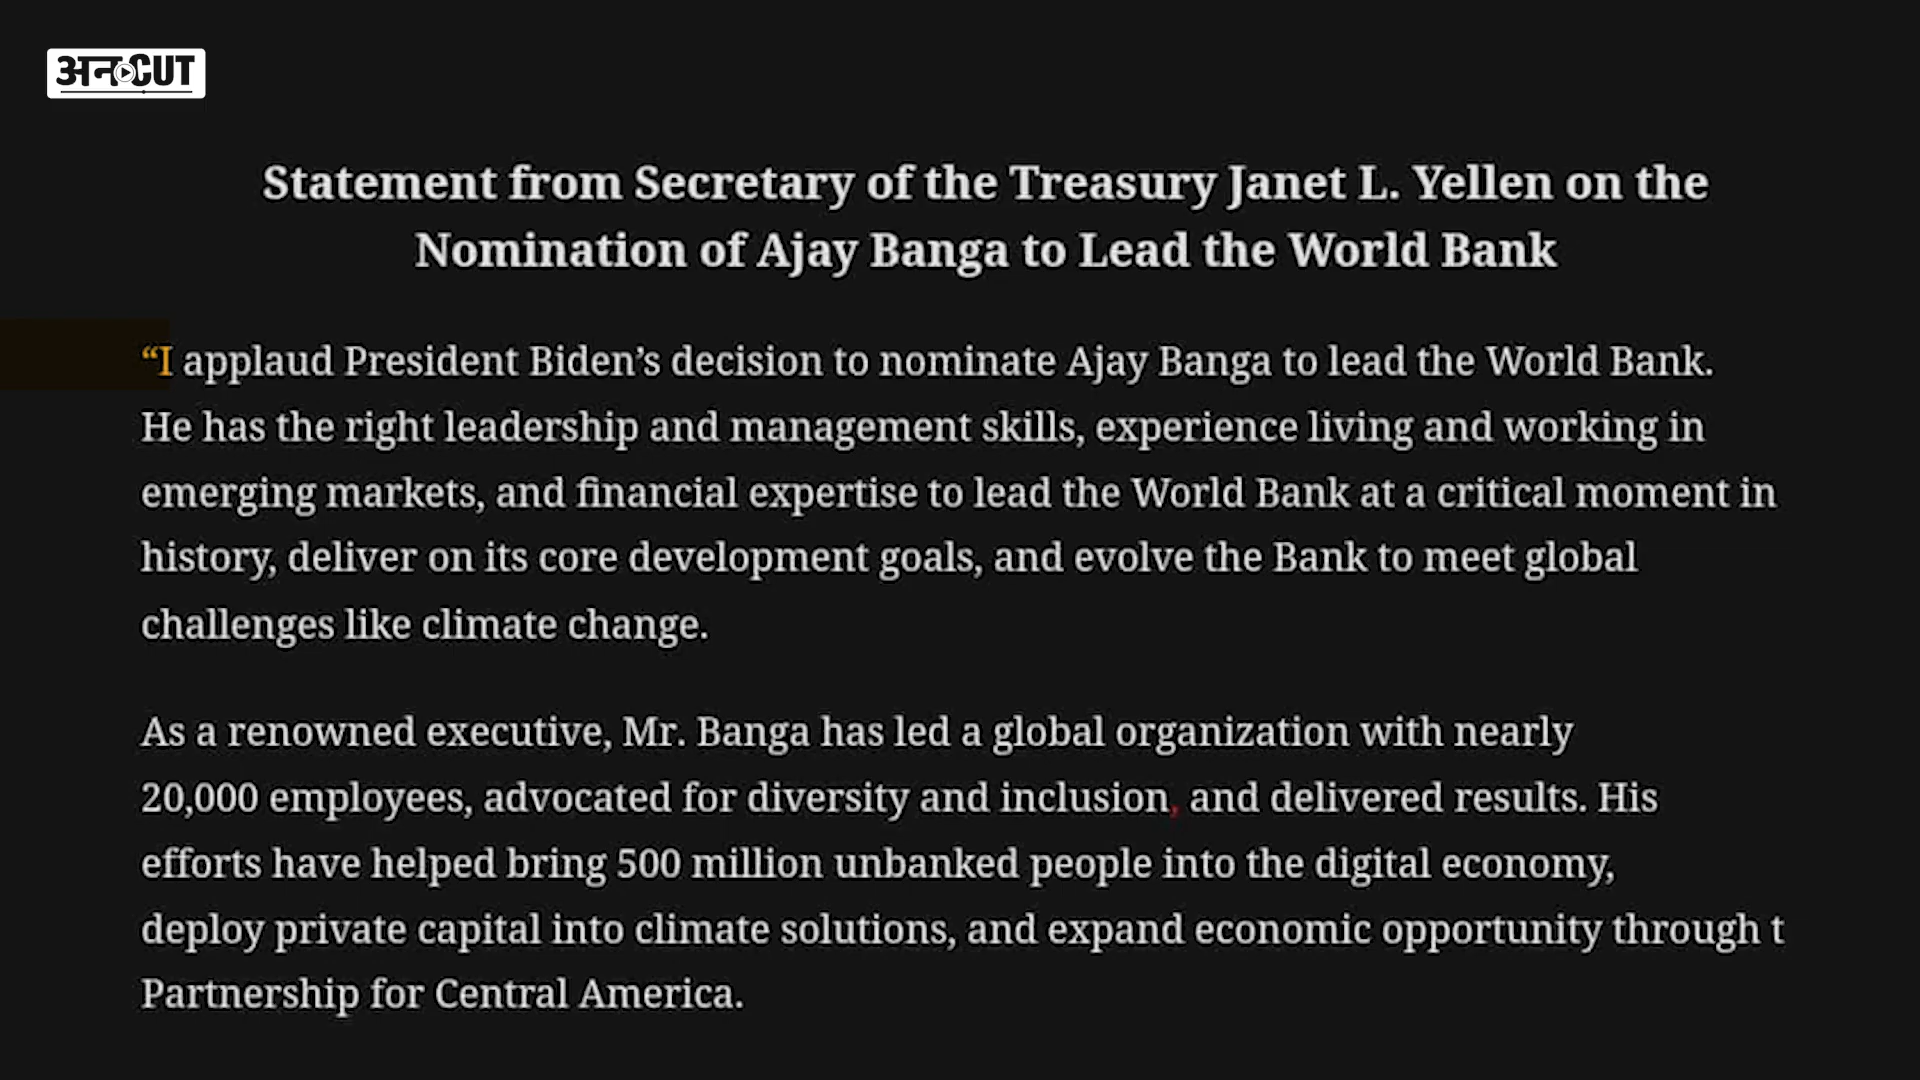 अनCUT
Statement from Secretary of the Treasury Janet L. Yellen on the
Nomination of Ajay Banga to Lead the World Bank
“I applaud President Biden’s decision to nominate Ajay Banga to lead the World Bank.
He has the right leadership and management skills, experience living and working in
emerging markets, and financial expertise to lead the World Bank at a critical moment in
history, deliver on its core development goals, and evolve the Bank to meet global
challenges like climate change.
As a renowned executive, Mr. Banga has led a global organization with nearly
20,000 employees, advocated for diversity and inclusion, and delivered results. His
efforts have helped bring 500 million unbanked people into the digital economy,
deploy private capital into climate solutions, and expand economic opportunity through t
Partnership for Central America.